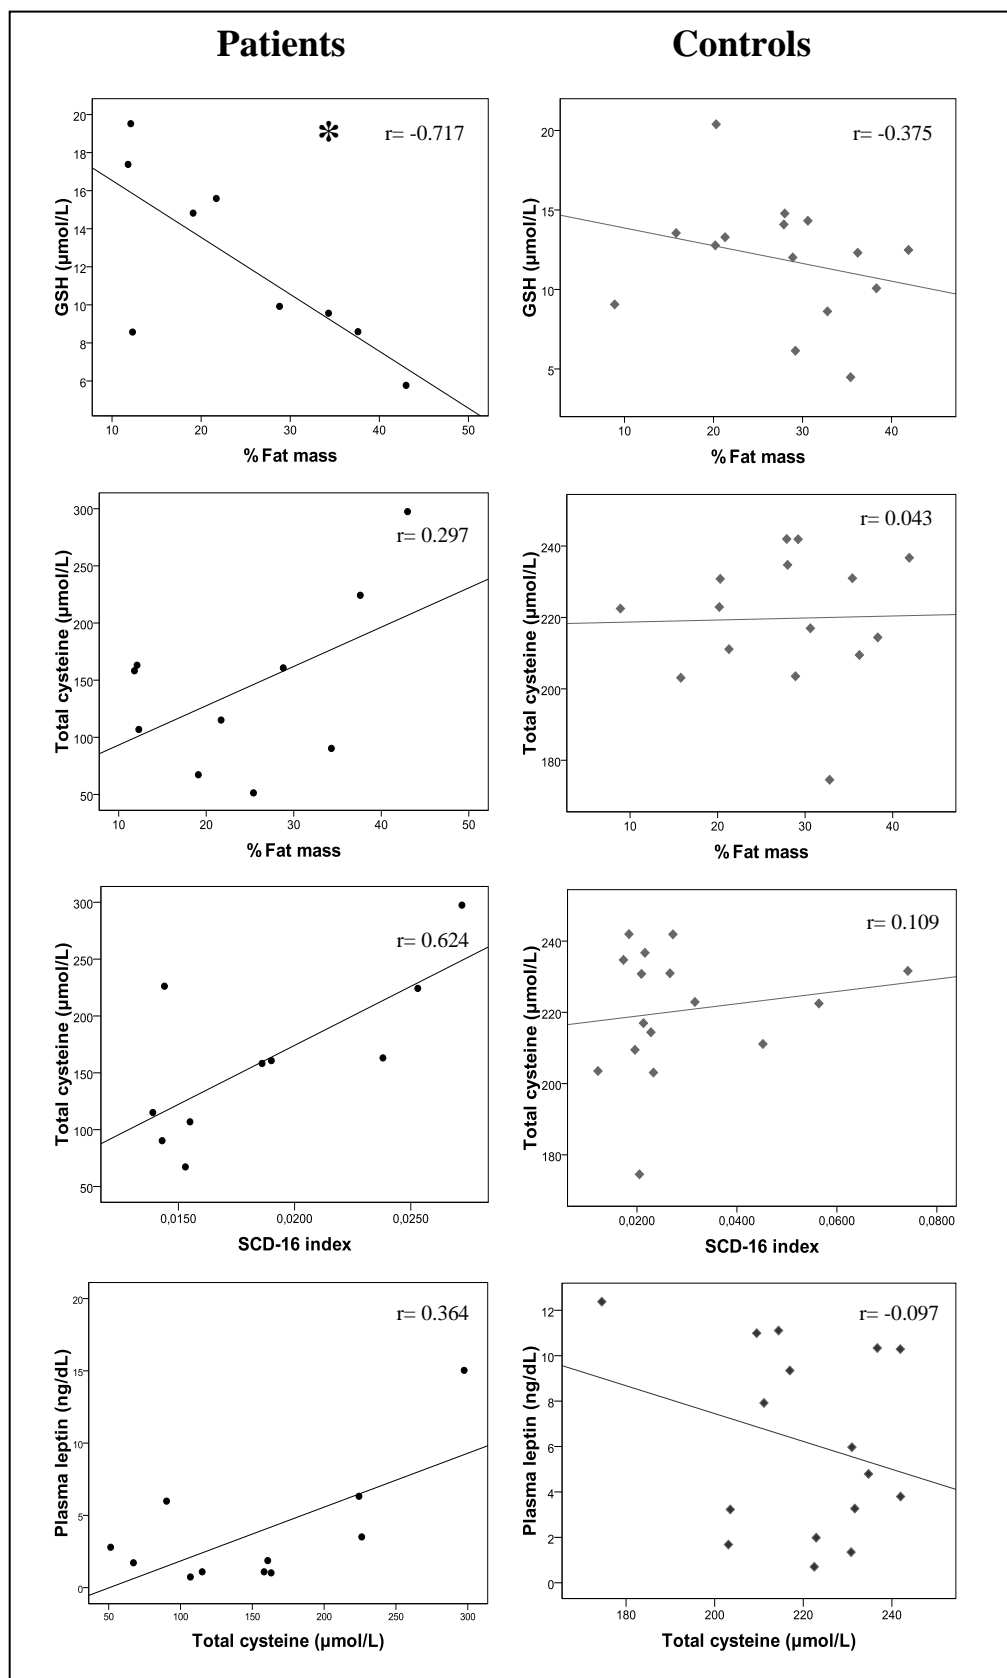 Patients
Controls
r= -0.717
20
18
16
14
12
10
8
6
GSH (µmol/L)
10 20 30 40 50
% Fat mass
r= -0.375
20
15
10
5
GSH (µmol/L)
10 20 30 40
% Fat mass
r= 0.297
300
250
200
150
100
50
Total cysteine (µmol/L)
10 20 30 40 50
% Fat mass
r= 0.043
240
220
200
180
Total cysteine (µmol/L)
10 20 30 40
% Fat mass
r= 0.624
300
250
200
150
100
50
Total cysteine (µmol/L)
0,0150 0,0200 0,0250
SCD-16 index
r= 0.109
240
220
200
180
Total cysteine (µmol/L)
0,0200 0,0400 0,0600 0,0800
SCD-16 index
r= 0.364
20
15
10
5
0
Plasma leptin (ng/dL)
50 100 150 200 250 300
Total cysteine (µmol/L)
r= -0.097
12
10
8
6
4
2
0
Plasma leptin (ng/dL)
180 200 220 240
Total cysteine (µmol/L)